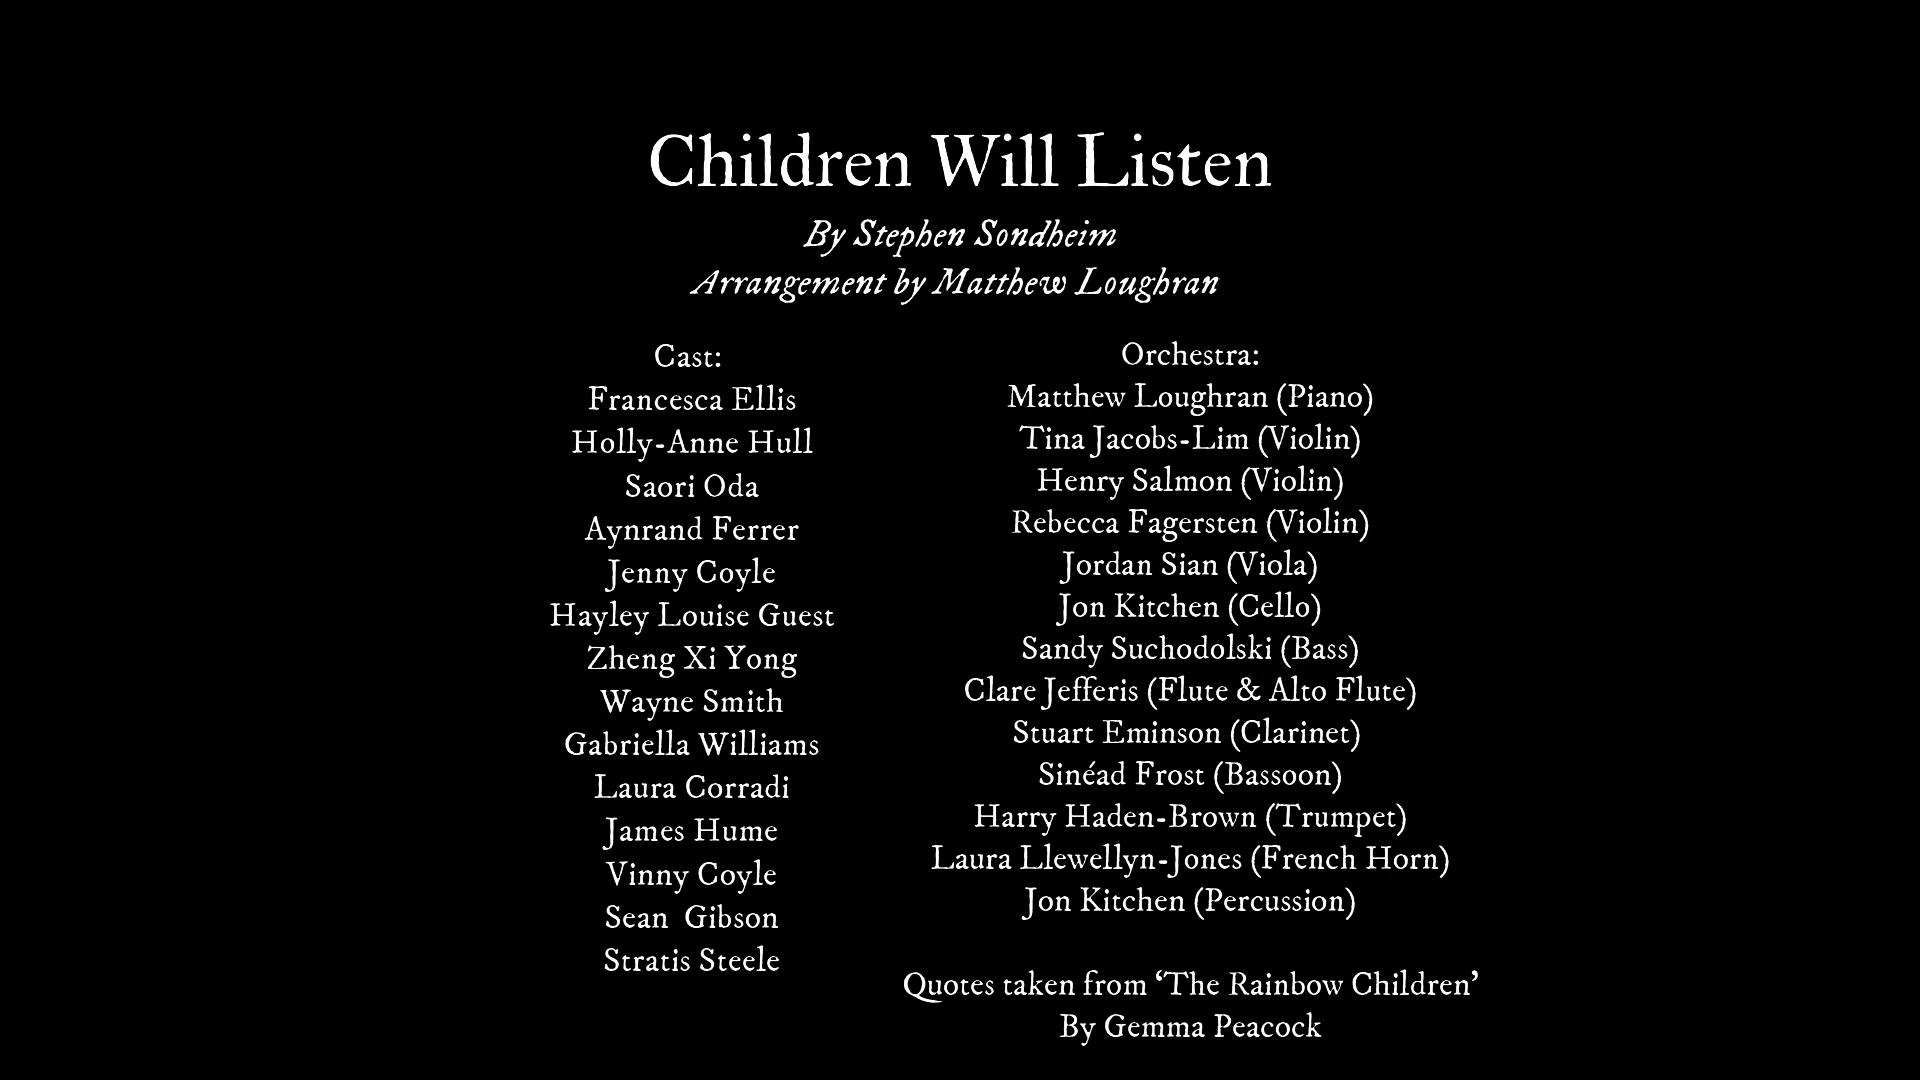 Children Will Listen
By Stephen Sondheim
Arrangement by Matthew Loughran
Cast:
Francesca Ellis
Holly-Anne Hull
Saori Oda
Aynrand Ferrer
Jenny Coyle
Hayley Louise Guest
Zheng Xi Yong
Wayne Smith
Gabriella Williams
Laura Corradi
James Hume
Vinny Coyle
Sean  Gibson
Stratis Steele
Orchestra:
Matthew Loughran (Piano)
Tina Jacobs-Lim (Violin)
Henry Salmon (Violin)
Rebecca Fagersten (Violin)
Jordan Sian (Viola)
Jon Kitchen (Cello)
Sandy Suchodolski (Bass)
Clare Jefferis (Flute & Alto Flute)
Stuart Eminson (Clarinet)
Sinéad Frost (Bassoon)
Harry Haden-Brown (Trumpet)
Laura Llewellyn-Jones (French Horn)
Jon Kitchen (Percussion)
Quotes taken from ‘The Rainbow Children’
By Gemma Peacock